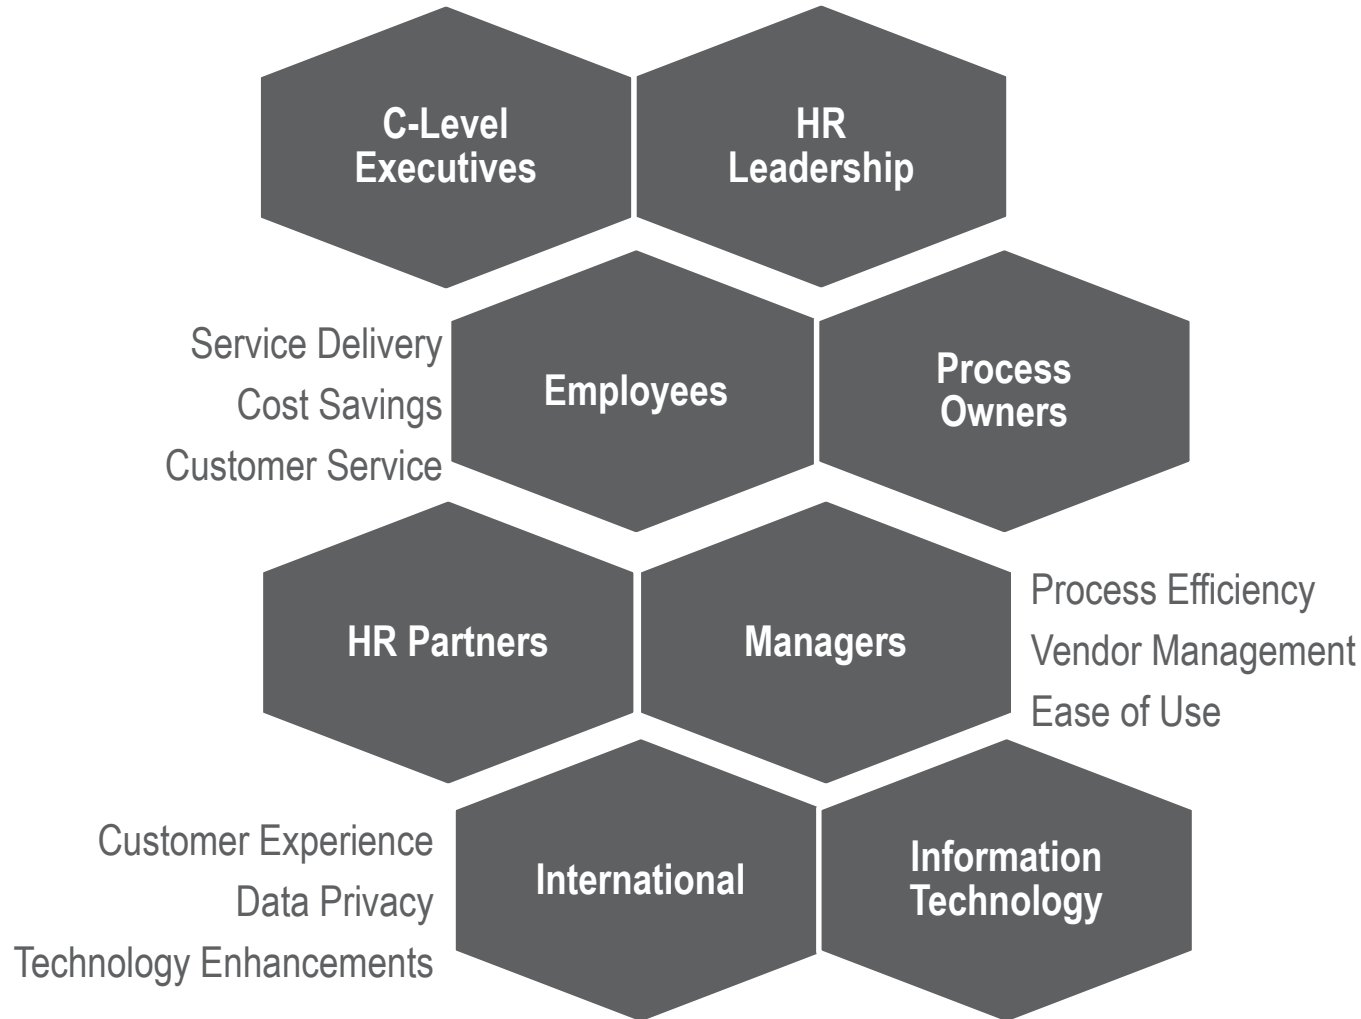 C-Level
Executives
HR
Leadership
Service Delivery
Cost Savings
Customer Service
Employees
Process
Owners
HR Partners
Managers
Process Efficiency
Vendor Management
Ease of Use
Customer Experience
Data Privacy
Technology Enhancements
International
Information
Technology